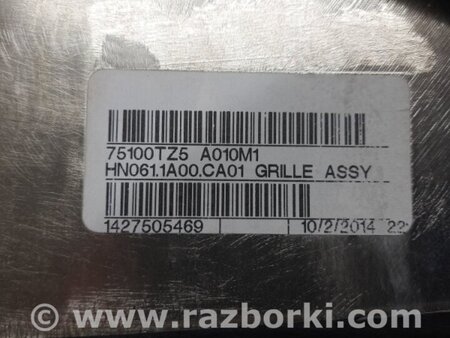 75100TZ5 A010M1
HN061.1A00.CA01 GRILLE ASSY
1427505469 10/2/2014 22
© www.razborki.com